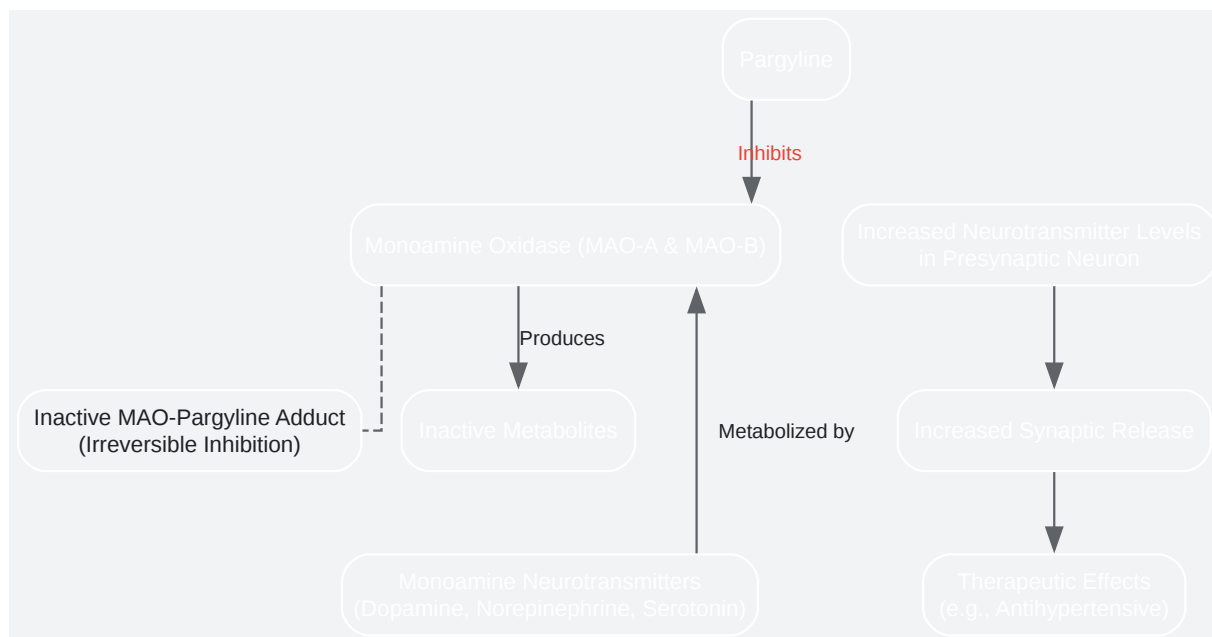 Pargyline
Inhibits
Monoamine Oxidase (MAO-A & MAO-B)
Increased Neurotransmitter Levels
in Presynaptic Neuron
Produces
Inactive MAO-Pargyline Adduct
(Irreversible Inhibition)
Inactive Metabolites
Metabolized by
Increased Synaptic Release
Monoamine Neurotransmitters
(Dopamine, Norepinephrine, Serotonin)
Therapeutic Effects
(e.g., Antihypertensive)